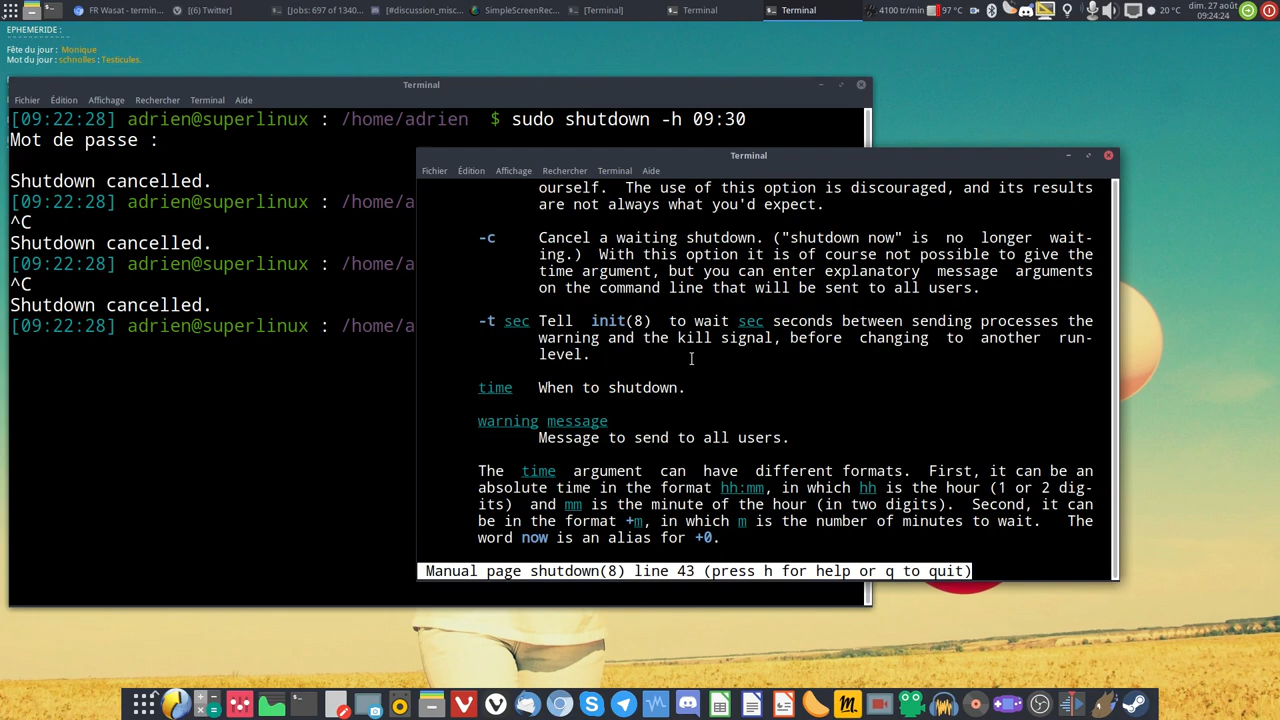 FR Wasat - termin...
[(6) Twitter]
[Jobs: 697 of 1340...
[#discussion_misc...
SimpleScreenRec...
[Terminal]
Terminal
Terminal
4100 tr/min
97 °C
20 °C
dim. 27 août
09:24:24
EPHEMERIDE :
Fête du jour : Monique
Mot du jour : schnolles : Testicules.
Terminal
Fichier Édition Affichage Rechercher Terminal Aide
[09:22:28] adrien@superlinux : /home/adrien $ sudo shutdown -h 09:30
Mot de passe :
Shutdown cancelled.
[09:22:28] adrien@superlinux : /home/a
^C
Shutdown cancelled.
[09:22:28] adrien@superlinux : /home/a
^C
Shutdown cancelled.
[09:22:28] adrien@superlinux : /home/a
Terminal
Fichier Édition Affichage Rechercher Terminal Aide
ourself. The use of this option is discouraged, and its results
are not always what you'd expect.
-c Cancel a waiting shutdown. ("shutdown now" is no longer wait-
ing.) With this option it is of course not possible to give the
time argument, but you can enter explanatory message arguments
on the command line that will be sent to all users.
-t sec Tell init(8) to wait sec seconds between sending processes the
warning and the kill signal, before changing to another run-
level.
time When to shutdown.
warning message
Message to send to all users.
The time argument can have different formats. First, it can be an
absolute time in the format hh:mm, in which hh is the hour (1 or 2 dig-
its) and mm is the minute of the hour (in two digits). Second, it can
be in the format +m, in which m is the number of minutes to wait. The
word now is an alias for +0.
Manual page shutdown(8) line 43 (press h for help or q to quit)